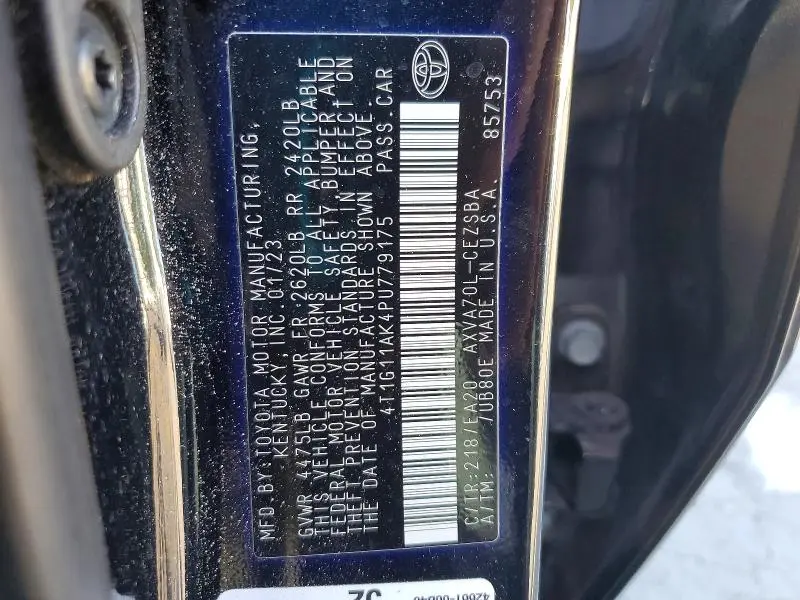 MFD. BY: TOYOTA MOTOR MANUFACTURING,
KENTUCKY, INC. 01/23
GVWR 4475LB GAWR FR:2620LB RR 2420LB
THIS VEHICLE CONFORMS TO ALL APPLICABLE
FEDERAL MOTOR VEHICLE SAFETY, BUMPER,AND
THEFT PREVENTION STANDARDS IN EFFECT ON
THE DATE OF MANUFACTURE SHOWN ABOVE.
4T1G11AK4PU779175 PASS.CAR
C/TR:218/EA20 AXVA70L-CEZSBA
A/TM: /UB80E MADE IN U.S.A. 85753